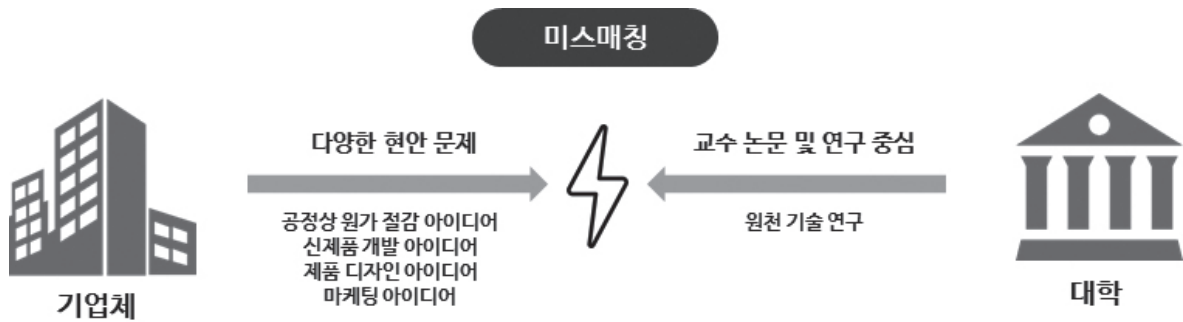 미스매칭
다양한 현안 문제
공정상 원가 절감 아이디어
신제품 개발 아이디어
제품 디자인 아이디어
마케팅 아이디어
기업체
교수 논문 및 연구 중심
원천 기술 연구
대학